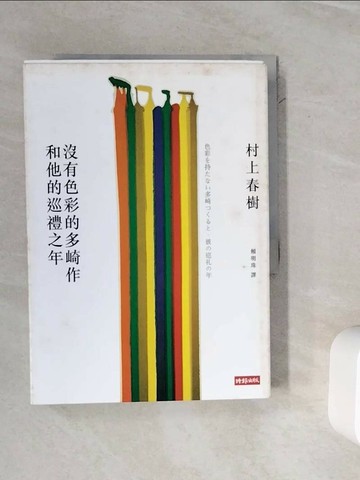 村上春樹
賴明珠 譯
色彩を持たない多崎つくると、彼の巡礼の年
沒有色彩的多崎作
和他的巡禮之年
時報出版